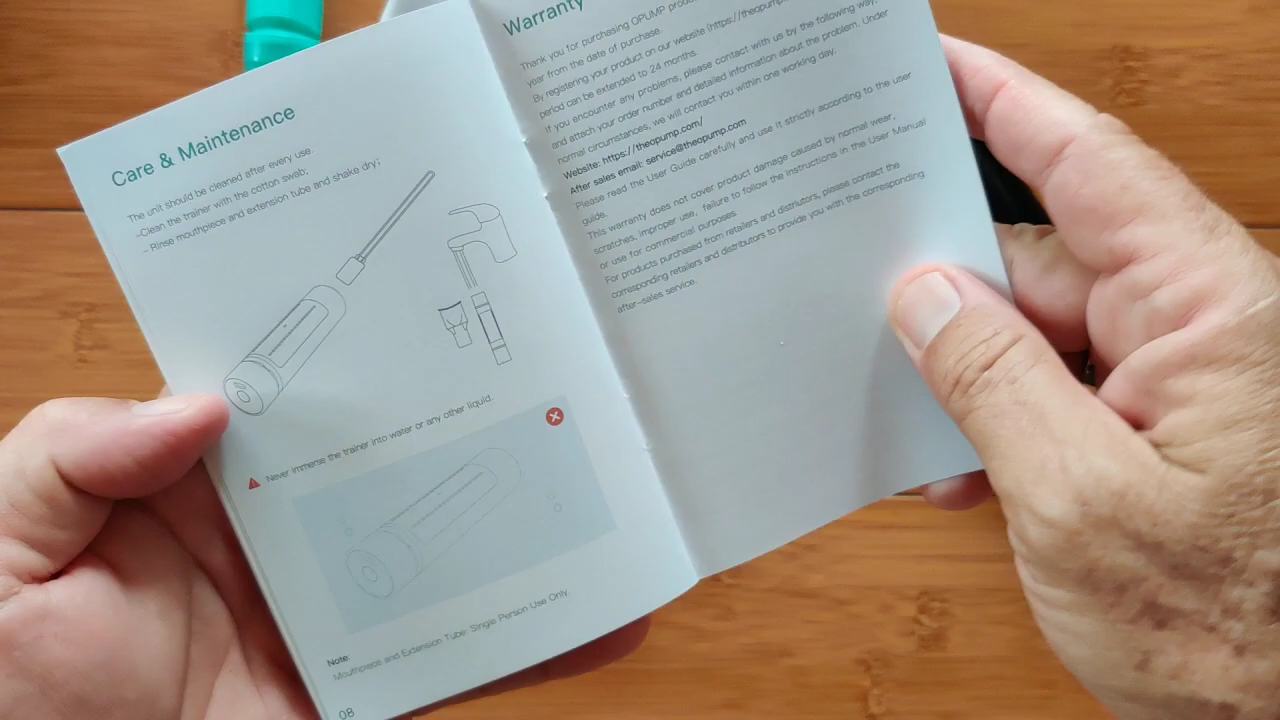 Care & Maintenance
The unit should be cleaned after every use.
-Clean the trainer with the cotton swab;
- Rinse mouthpiece and extension tube and shake dry;
Never immerse the trainer into water or any other liquid.
Note:
Mouthpiece and Extension Tube: Single Person Use Only.
08
Warranty
Thank you for purchasing OPUMP
year from the date of purchase.
By registering your product on our website (https://theopump
period can be extended to 24 months.
If you encounter any problems, please contact with us by the following way,
and attach your order number and detailed information about the problem. Under
normal circumstances, we will contact you within one working day.
Website: https://theopump.com/
After sales email: service@theopump.com
Please read the User Guide carefully and use it strictly according to the user
guide.
This warranty does not cover product damage caused by normal wear,
scratches, improper use, failure to follow the instructions in the User Manual
or use for commercial purposes.
For products purchased from retailers and distriutors, please contact the
corresponding retailers and distributors to provide you with the corresponding
after-sales service.